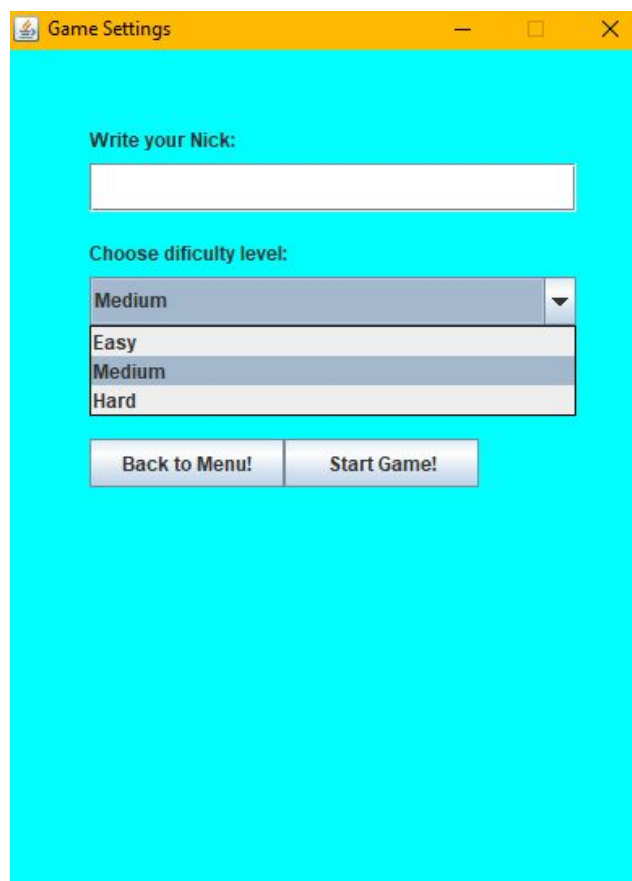 Game Settings
Write your Nick:
Choose dificulty level:
Medium
Easy
Medium
Hard
Back to Menu! Start Game!